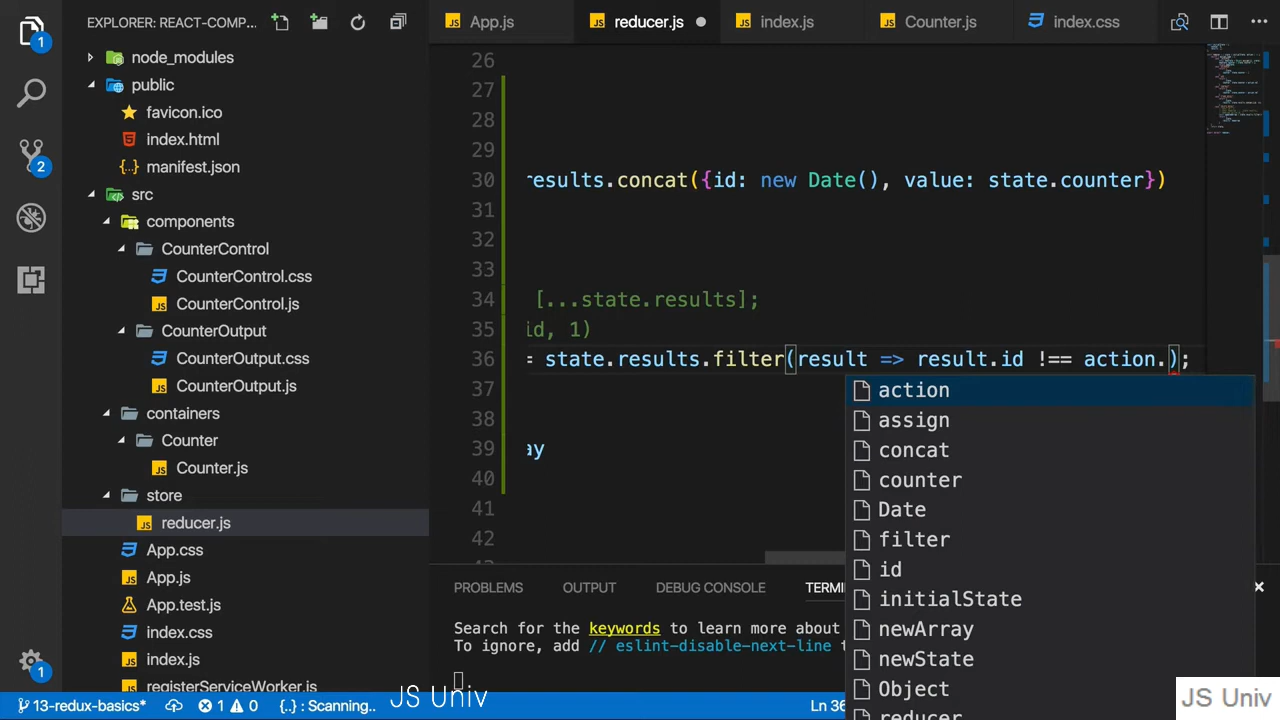 EXPLORER: REACT-COMP...
App.js
reducer.js
index.js
Counter.js
index.css
1
2
1
node_modules
public
favicon.ico
index.html
manifest.json
src
components
CounterControl
CounterControl.css
CounterControl.js
CounterOutput
CounterOutput.css
CounterOutput.js
containers
Counter
Counter.js
store
reducer.js
App.css
App.js
App.test.js
index.css
index.js
registerServiceWorker.js
26
27
28
29
30 results.concat({id: new Date(), value: state.counter})
31
32
33
34 [...state.results];
35 id, 1)
36 = state.results.filter(result => result.id !== action.);
37
38
39 ay
40
41
42
action
assign
concat
counter
Date
filter
id
initialState
newArray
newState
Object
reducer
PROBLEMS OUTPUT DEBUG CONSOLE TERM
Search for the keywords to learn more about
To ignore, add // eslint-disable-next-line t
13-redux-basics* 1 0 {..} : Scanning.. Ln 36
JS Univ
JS Univ